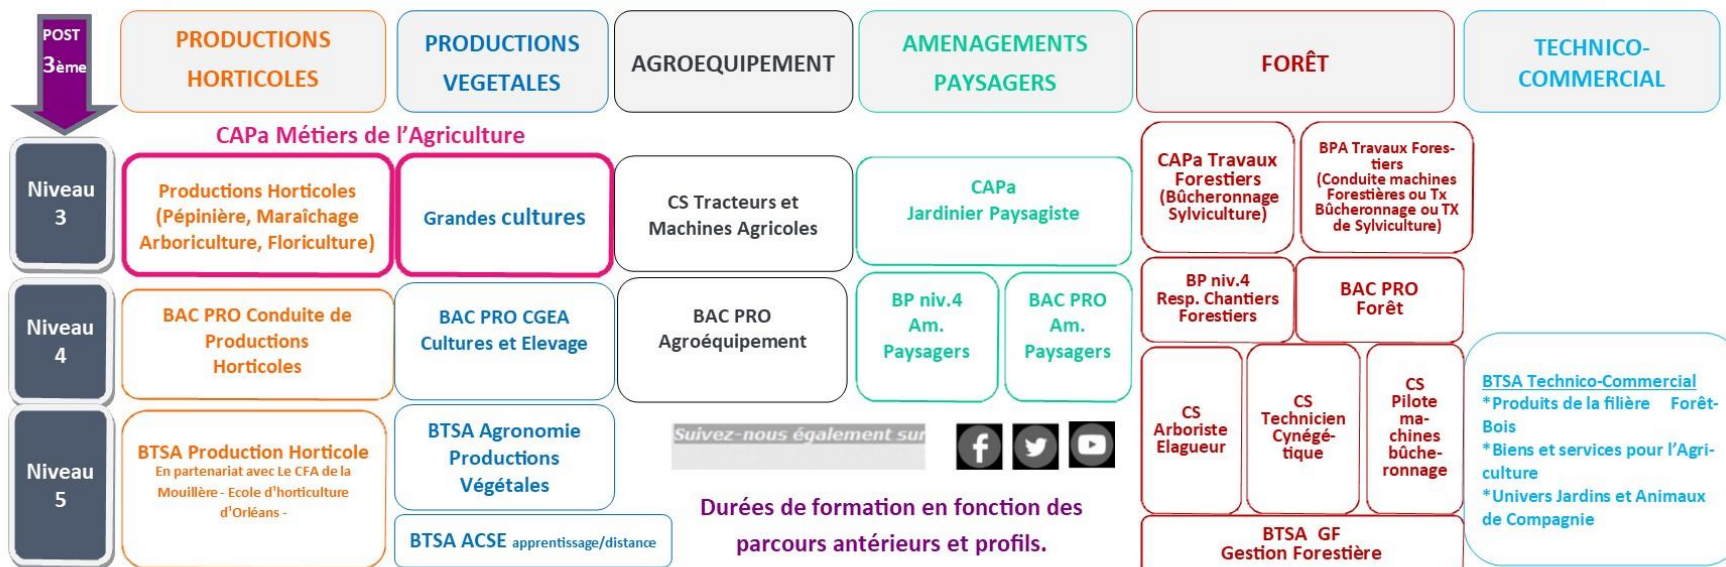 POST
3ème
PRODUCTIONS
HORTICOLES
PRODUCTIONS
VEGETALES
AGROEQUIPEMENT
AMENAGEMENTS
PAYSAGERS
FORÊT
TECHNICO-
COMMERCIAL
CAPa Métiers de l’Agriculture
Niveau
3
Productions Horticoles
(Pépinière, Maraîchage
Arboriculture, Floriculture)
Grandes cultures
CS Tracteurs et
Machines Agricoles
CAPa
Jardinier Paysagiste
CAPa Travaux
Forestiers
(Bûcheronnage
Sylviculture)
BPA Travaux Fores-
tiers
(Conduite machines
Forestières ou Tx
Bûcheronnage ou TX
de Sylviculture)
Niveau
4
BAC PRO Conduite de
Productions
Horticoles
BAC PRO CGEA
Cultures et Elevage
BAC PRO
Agroéquipement
BP niv.4
Am.
Paysagers
BAC PRO
Am.
Paysagers
BP niv.4
Resp. Chantiers
Forestiers
BAC PRO
Forêt
Niveau
5
BTSA Production Horticole
En partenariat avec Le CFA de la
Mouillère - Ecole d'horticulture
d'Orléans -
BTSA Agronomie
Productions
Végétales
BTSA ACSE apprentissage/distance
Suivez-nous également sur
Durées de formation en fonction des
parcours antérieurs et profils.
CS
Arboriste
Elagueur
CS
Technicien
Cynégé-
tique
CS
Pilote
ma-
chines
bûche-
ronnage
BTSA GF
Gestion Forestière
BTSA Technico-Commercial
*Produits de la filière Forêt-
Bois
*Biens et services pour l’Agri-
culture
*Univers Jardins et Animaux
de Compagnie